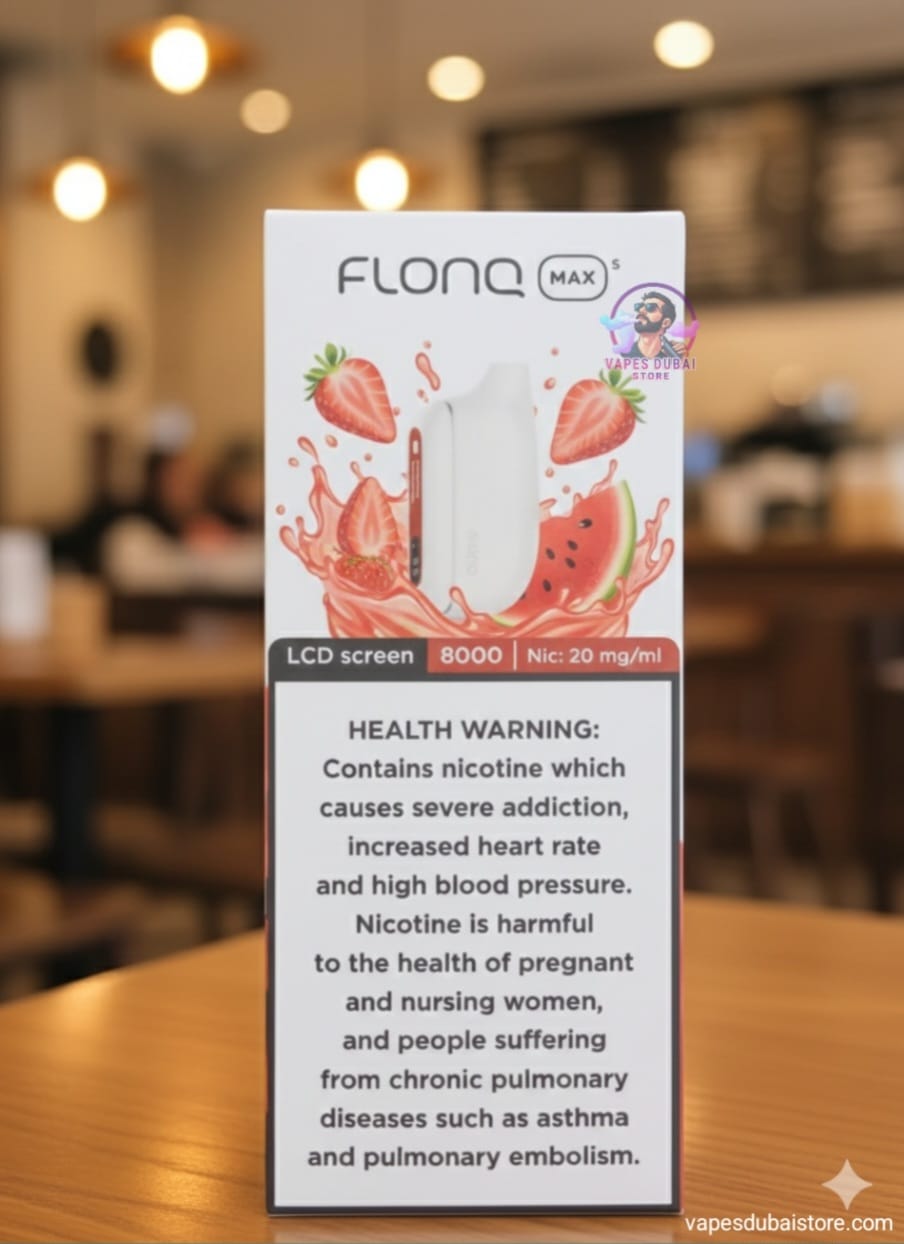 FLONQ MAX S
VAPES DUBAI
STORE
LCD screen 8000 | Nic: 20 mg/ml
HEALTH WARNING:
Contains nicotine which
causes severe addiction,
increased heart rate
and high blood pressure.
Nicotine is harmful
to the health of pregnant
and nursing women,
and people suffering
from chronic pulmonary
diseases such as asthma
and pulmonary embolism.
vapesdubaistore.com